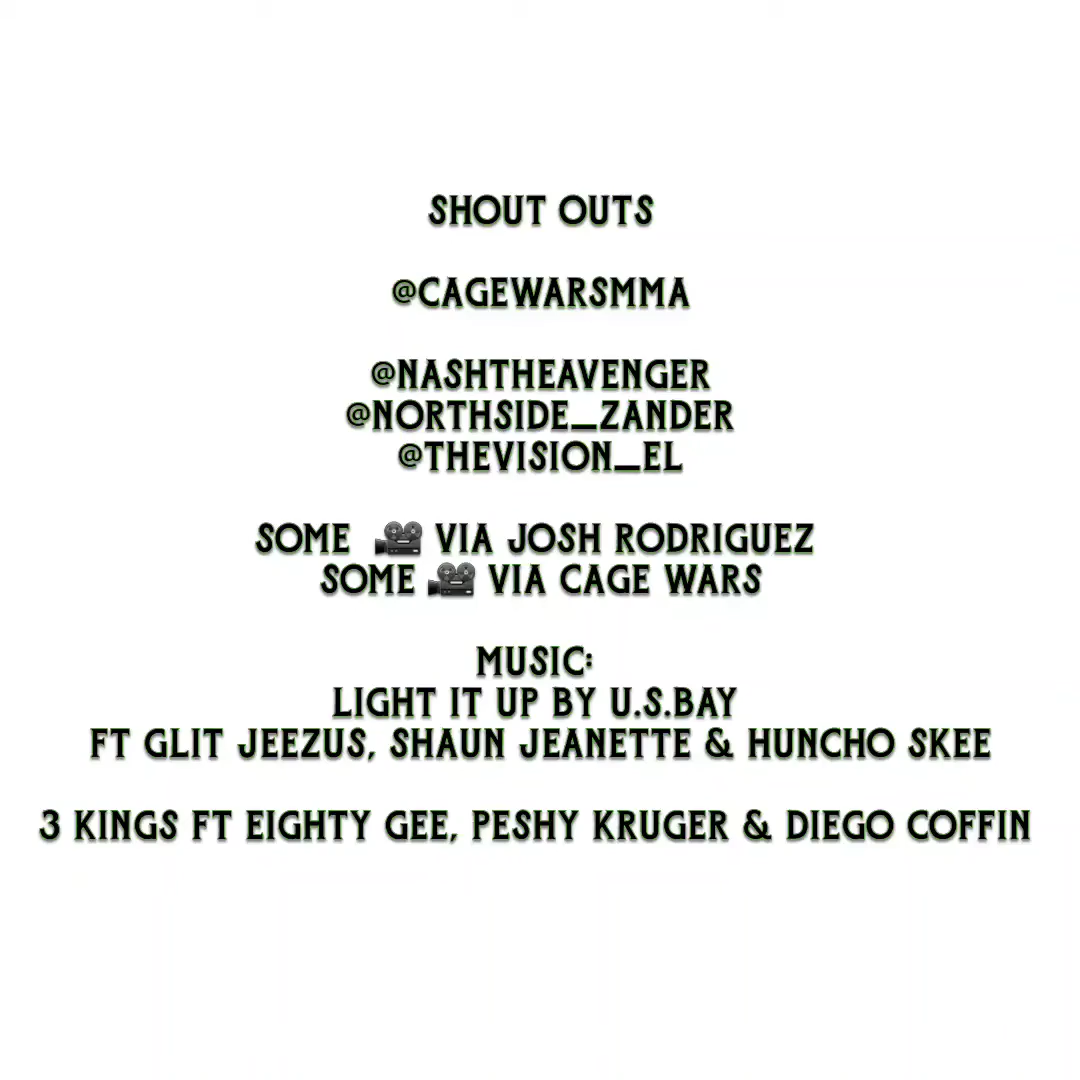 SHOUT OUTS
@CAGEWARSMMA
@NASHTHEAVENGER
@NORTHSIDE_ZANDER
@THEVISION_EL
SOME 🎥 VIA JOSH RODRIGUEZ
SOME 🎥 VIA CAGE WARS
MUSIC:
LIGHT IT UP BY U.S.BAY
FT GLIT JEEZUS, SHAUN JEANETTE & HUNCHO SKEE
3 KINGS FT EIGHTY GEE, PESHY KRUGER & DIEGO COFFIN